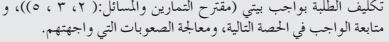 تكليف الطلبة بواجب بيتي (مقترح التمارين والمسائل:( ٢، ٣ ، ٥))، و
متابعة الواجب في الحصة التالية، ومعالجة الصعوبات التي واجهتهم.